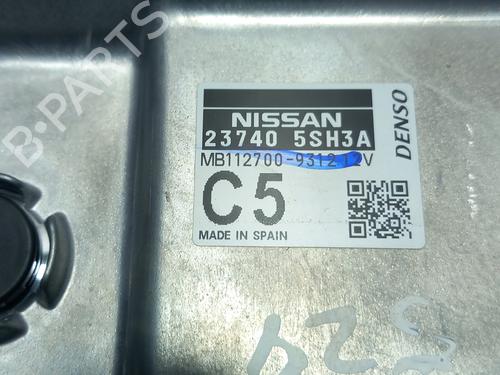 NISSAN
23740 5SH3A
MB112700-9312 12V
C5
MADE IN SPAIN
DENSO
B-PARTS